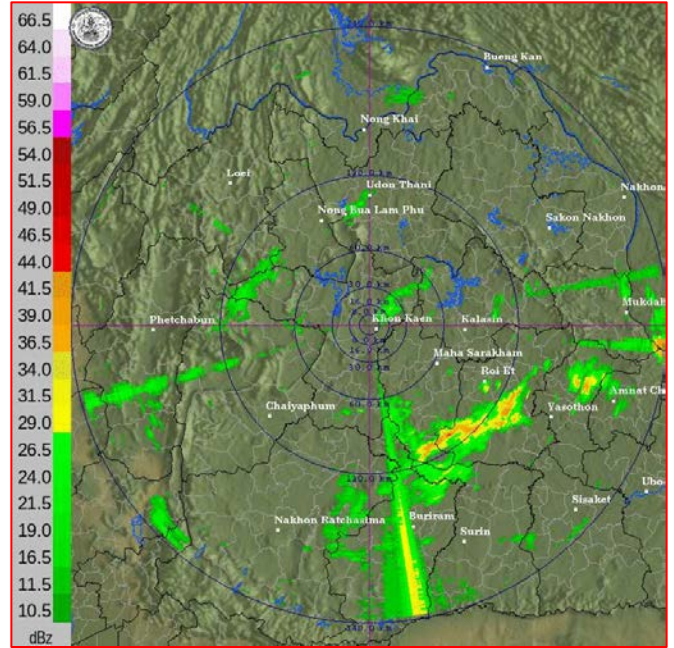 66.5
64.0
61.5
59.0
56.5
54.0
51.5
49.0
46.5
44.0
41.5
39.0
36.5
34.0
31.5
29.0
26.5
24.0
21.5
19.0
16.5
11.5
10.5
dBz
Bueng Kan
Nong Khai
Loei
Udon Thani
Nong Bua Lam Phu
Nakhon
Sakon Nakhon
Phetchabun
Khon Kaen
Kalasin
Mukdah
Maha Sarakham
Roi Et
Chaiyaphum
Yasothon
Amnat Ch
Ubo
Sisaket
Nakhon Ratchasima
Buriram
Surin